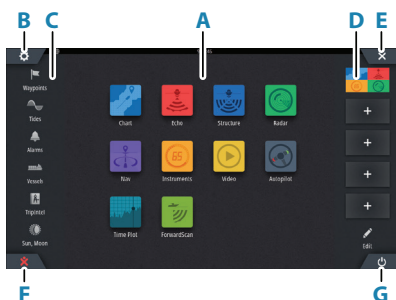 B C A D E
Waypoints
Tides
Alarms
Vessels
TripIntel
Sun, Moon
Chart Echo Structure Radar
Nav Instruments Video Autopilot
Time Plot ForwardScan
65
+
+
+
+
Edit
F G